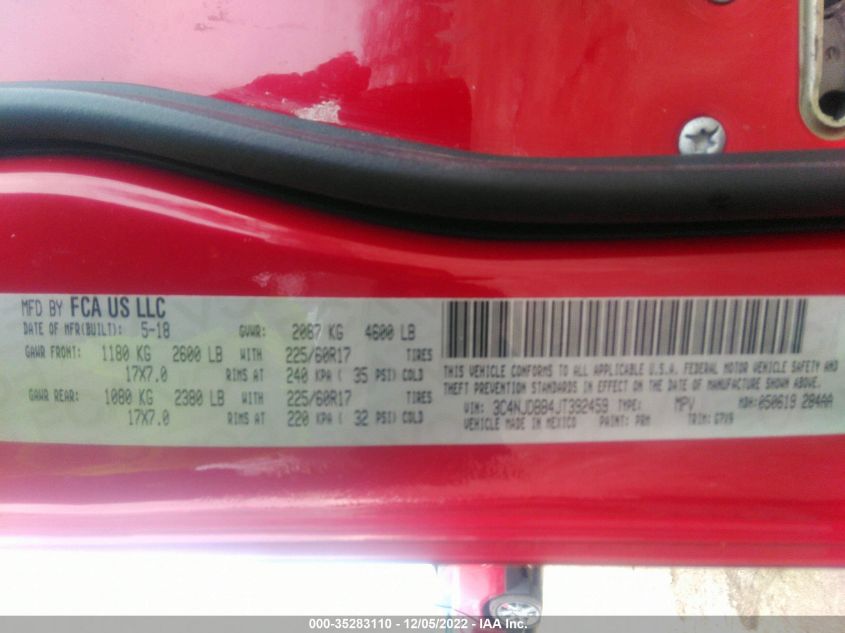 MFD BY FCA US LLC
DATE OF MFR(BUILT): 5-18 GVWR: 2087 KG 4600 LB
GAWR FRONT: 1180 KG 2600 LB WITH 225/60R17 TIRES
17X7.0 RIMS AT 240 KPA ( 35 PSI) COLD
GAWR REAR: 1080 KG 2380 LB WITH 225/60R17 TIRES
17X7.0 RIMS AT 220 KPA ( 32 PSI) COLD
THIS VEHICLE CONFORMS TO ALL APPLICABLE U.S.A. FEDERAL MOTOR VEHICLE SAFETY AND
THEFT PREVENTION STANDARDS IN EFFECT ON THE DATE OF MANUFACTURE SHOWN ABOVE.
VIN: 3C4NJDBB4JT392459 TYPE: MPV MDH: 050619 284AA
VEHICLE MADE IN MEXICO PAINT: PRM TRIM:
000-35283110 - 12/05/2022 - IAA Inc.